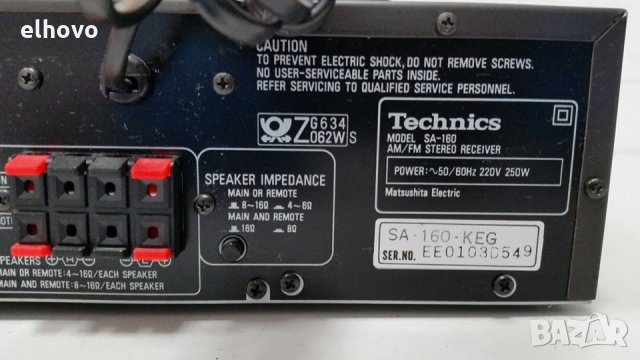 elhovo
CAUTION
TO PREVENT ELECTRIC SHOCK, DO NOT REMOVE SCREWS.
NO USER-SERVICEABLE PARTS INSIDE.
REFER SERVICING TO QUALIFIED SERVICE PERSONNEL.
Z G634
062W S
Technics
MODEL SA-160
AM/FM STEREO RECEIVER
POWER: ∿50/60Hz 220V 250W
Matsushita Electric
SPEAKER IMPEDANCE
MAIN OR REMOTE
8~16Ω 4~6Ω
MAIN AND REMOTE
16Ω 8Ω
SA-160-KEG
SER.NO. EE0103D549
⊕ ⊖ ⊖ ⊕
MAIN OR REMOTE:4~16Ω/EACH SPEAKER
MAIN AND REMOTE:8~16Ω/EACH SPEAKER
BAZAR